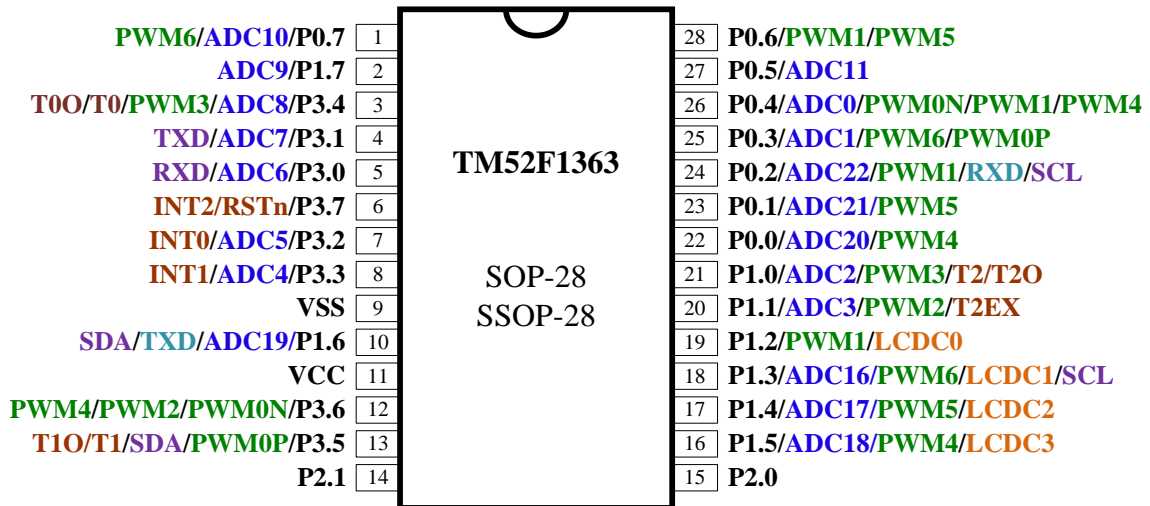 PWM6/ADC10/P0.7 1 28 P0.6/PWM1/PWM5
ADC9/P1.7 2 27 P0.5/ADC11
T0O/T0/PWM3/ADC8/P3.4 3 26 P0.4/ADC0/PWM0N/PWM1/PWM4
TXD/ADC7/P3.1 4 25 P0.3/ADC1/PWM6/PWM0P
TM52F1363
RXD/ADC6/P3.0 5 24 P0.2/ADC22/PWM1/RXD/SCL
INT2/RSTn/P3.7 6 23 P0.1/ADC21/PWM5
INT0/ADC5/P3.2 7 22 P0.0/ADC20/PWM4
INT1/ADC4/P3.3 8 SOP-28 21 P1.0/ADC2/PWM3/T2/T2O
VSS 9 SSOP-28 20 P1.1/ADC3/PWM2/T2EX
SDA/TXD/ADC19/P1.6 10 19 P1.2/PWM1/LCDC0
VCC 11 18 P1.3/ADC16/PWM6/LCDC1/SCL
PWM4/PWM2/PWM0N/P3.6 12 17 P1.4/ADC17/PWM5/LCDC2
T1O/T1/SDA/PWM0P/P3.5 13 16 P1.5/ADC18/PWM4/LCDC3
P2.1 14 15 P2.0